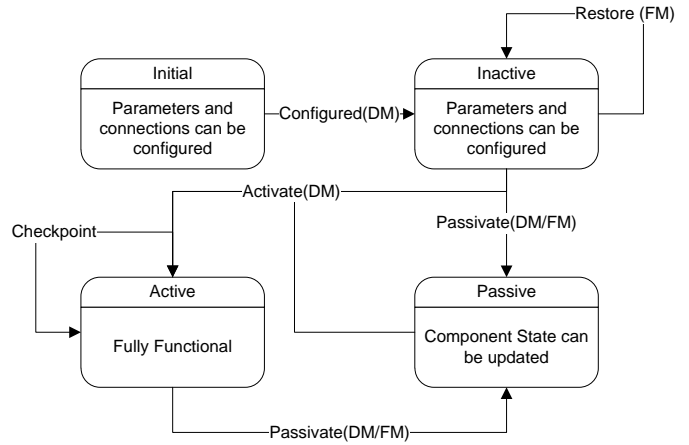 Restore (FM)
Initial
Parameters and
connections can be
configured
Configured(DM)
Inactive
Parameters and
connections can be
configured
Activate(DM)
Passivate(DM/FM)
Checkpoint
Active
Fully Functional
Passive
Component State can
be updated
Passivate(DM/FM)